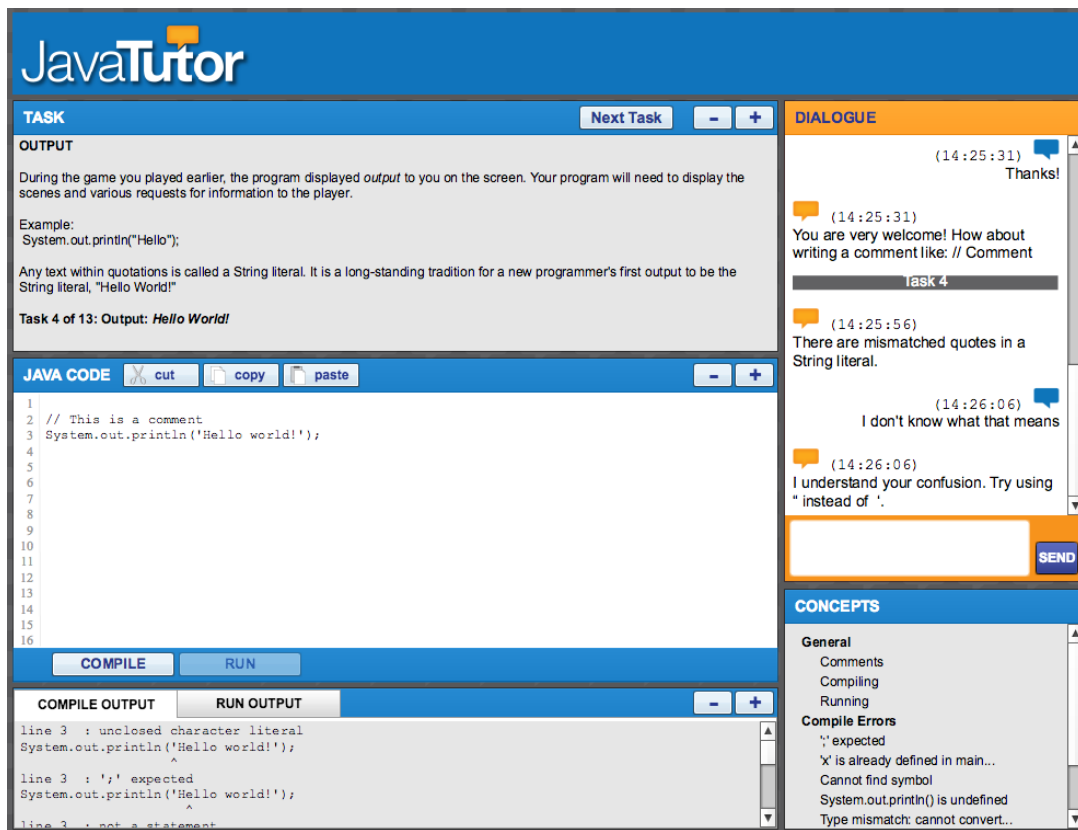 JavaTutor
TASK
Next Task
-
+
OUTPUT
During the game you played earlier, the program displayed output to you on the screen. Your program will need to display the
scenes and various requests for information to the player.
Example:
System.out.println("Hello");
Any text within quotations is called a String literal. It is a long-standing tradition for a new programmer's first output to be the
String literal, "Hello World!"
Task 4 of 13: Output: Hello World!
JAVA CODE
cut
copy
paste
-
+
1
2 // This is a comment
3 System.out.println('Hello world!');
4
5
6
7
8
9
10
11
12
13
14
15
16
COMPILE
RUN
COMPILE OUTPUT
RUN OUTPUT
-
+
line 3  : unclosed character literal
System.out.println('Hello world!');
^
line 3  : ';' expected
System.out.println('Hello world!');
^
line 3  : not a statement
DIALOGUE
(14:25:31)
Thanks!
(14:25:31)
You are very welcome! How about
writing a comment like: // Comment
Task 4
(14:25:56)
There are mismatched quotes in a
String literal.
(14:26:06)
I don't know what that means
(14:26:06)
I understand your confusion. Try using
“ instead of '.
SEND
CONCEPTS
General
Comments
Compiling
Running
Compile Errors
';' expected
'x' is already defined in main...
Cannot find symbol
System.out.println() is undefined
Type mismatch: cannot convert...